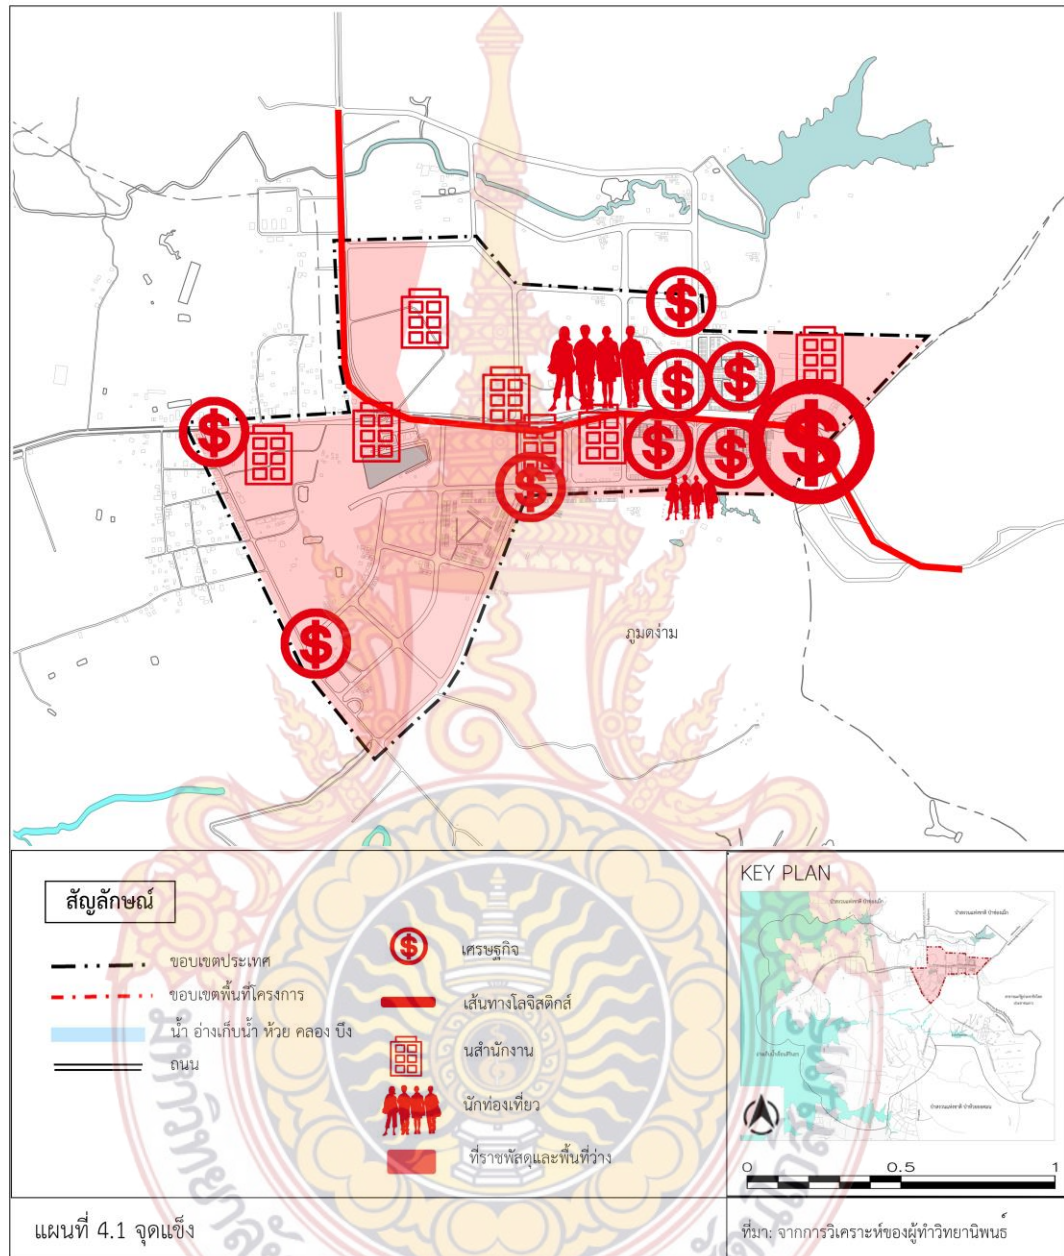 ภูมดง่าม
สัญลักษณ์
ขอบเขตประเทศ
ขอบเขตพื้นที่โครงการ
น้ำ อ่างเก็บน้ำ ห้วย คลอง บึง
ถนน
เศรษฐกิจ
เส้นทางโลจิสติกส์
นสำนักงาน
นักท่องเที่ยว
ที่ราชพัสดุและพื้นที่ว่าง
KEY PLAN
0 0.5 1
แผนที่ 4.1 จุดแข็ง
ที่มา: จากการวิเคราะห์ของผู้ทำวิทยานิพนธ์